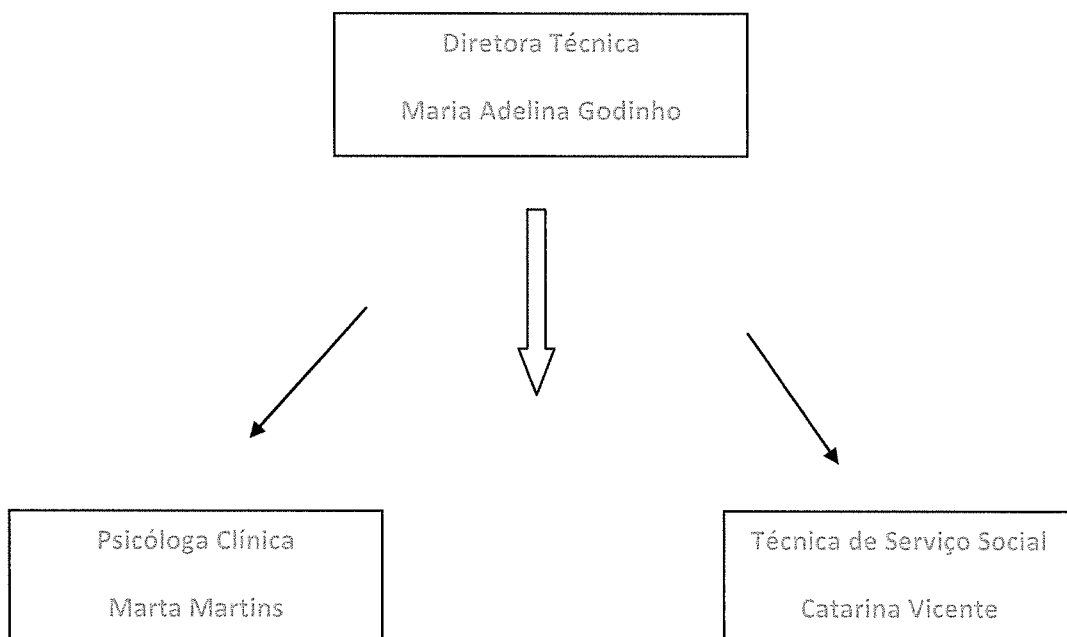 Diretora Técnica
Maria Adelina Godinho
Psicóloga Clínica
Marta Martins
Técnica de Serviço Social
Catarina Vicente